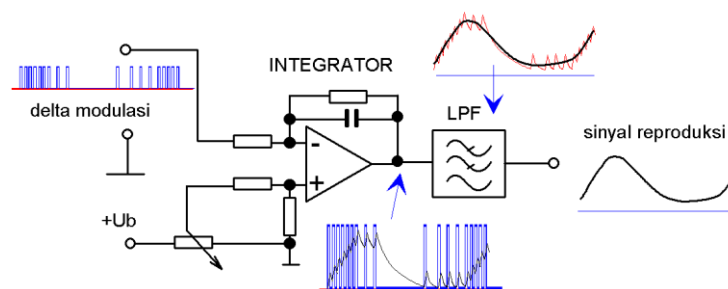 INTEGRATOR
delta modulasi
LPF
sinyal reproduksi
-
+
+Ub